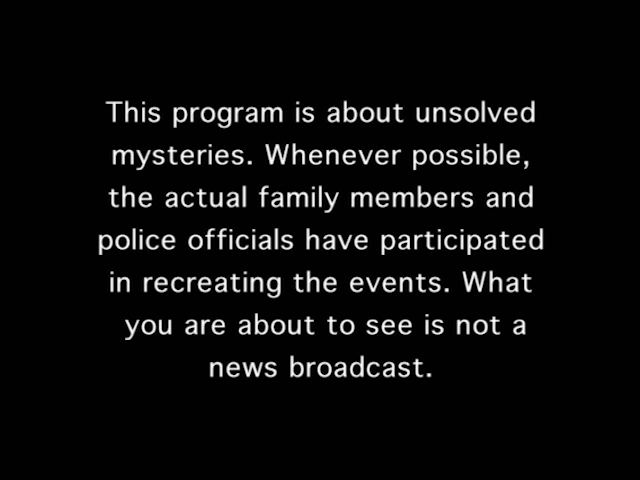 This program is about unsolved
mysteries. Whenever possible,
the actual family members and
police officials have participated
in recreating the events. What
you are about to see is not a
news broadcast.